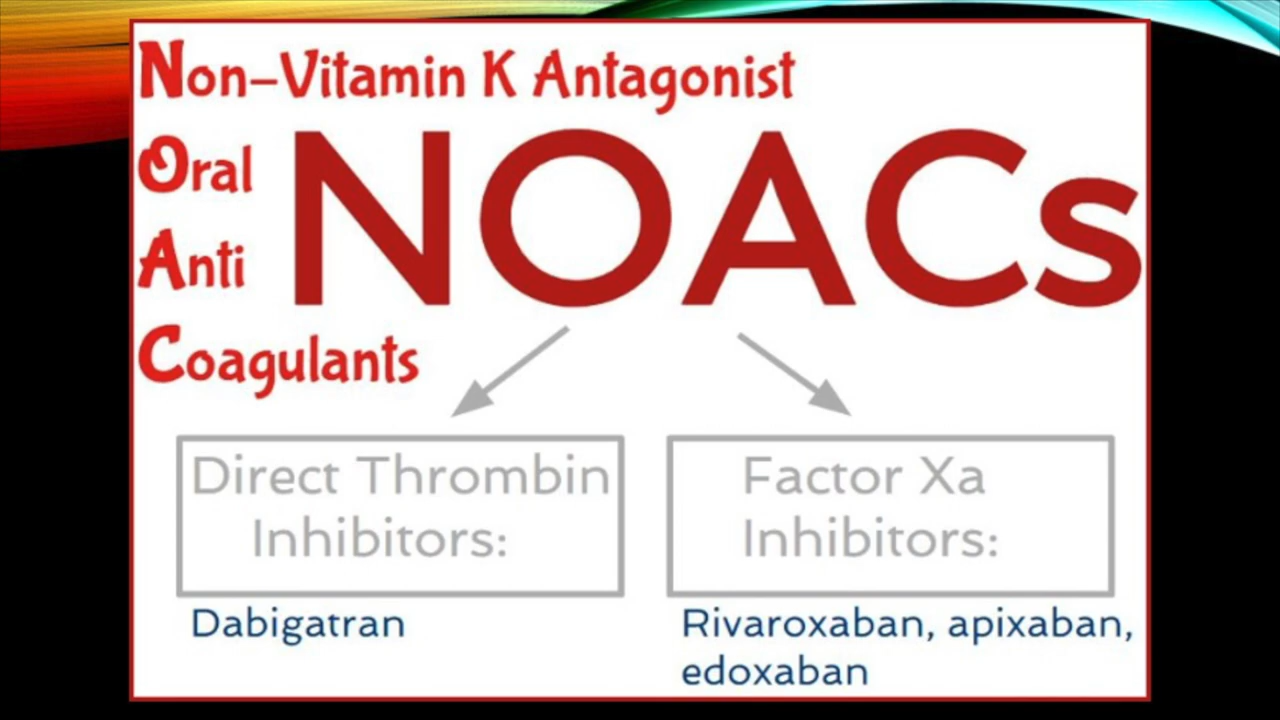 Non-Vitamin K Antagonist
Oral
Anti
Coagulants
NOACs
Direct Thrombin
Inhibitors:
Dabigatran
Factor Xa
Inhibitors:
Rivaroxaban, apixaban,
edoxaban